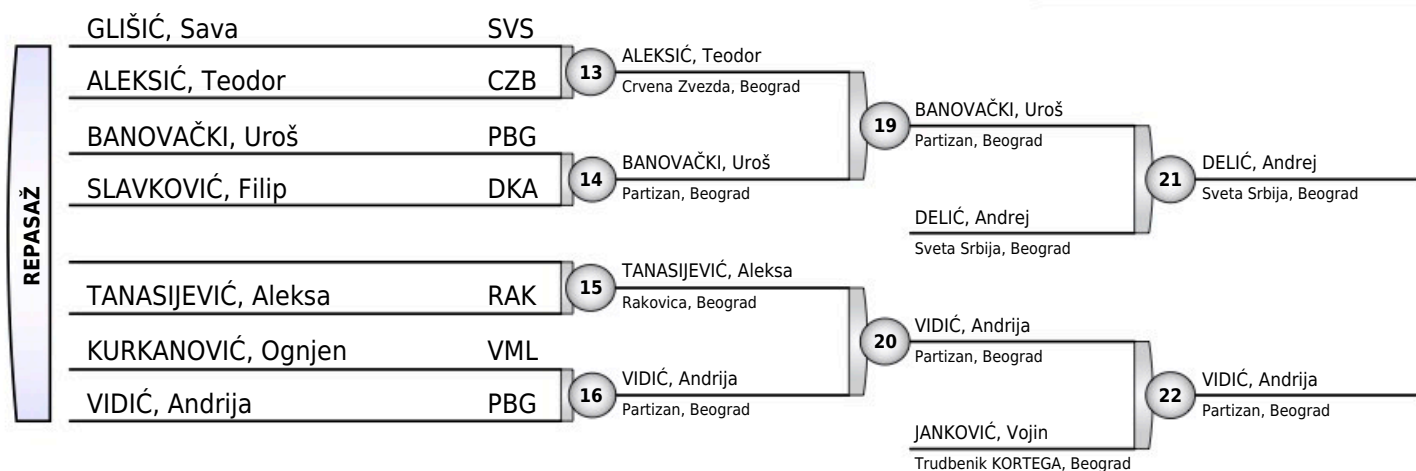 REPASAŽ
GLIŠIĆ, Sava SVS
ALEKSIĆ, Teodor CZB
BANOVAČKI, Uroš PBG
SLAVKOVIĆ, Filip DKA
TANASIJEVIĆ, Aleksa RAK
KURKANOVIĆ, Ognjen VML
VIDIĆ, Andrija PBG
13
ALEKSIĆ, Teodor
Crvena Zvezda, Beograd
14
BANOVAČKI, Uroš
Partizan, Beograd
15
TANASIJEVIĆ, Aleksa
Rakovica, Beograd
16
VIDIĆ, Andrija
Partizan, Beograd
19
BANOVAČKI, Uroš
Partizan, Beograd
DELIĆ, Andrej
Sveta Srbija, Beograd
20
VIDIĆ, Andrija
Partizan, Beograd
JANKOVIĆ, Vojin
Trudbenik KORTEGA, Beograd
21
DELIĆ, Andrej
Sveta Srbija, Beograd
22
VIDIĆ, Andrija
Partizan, Beograd